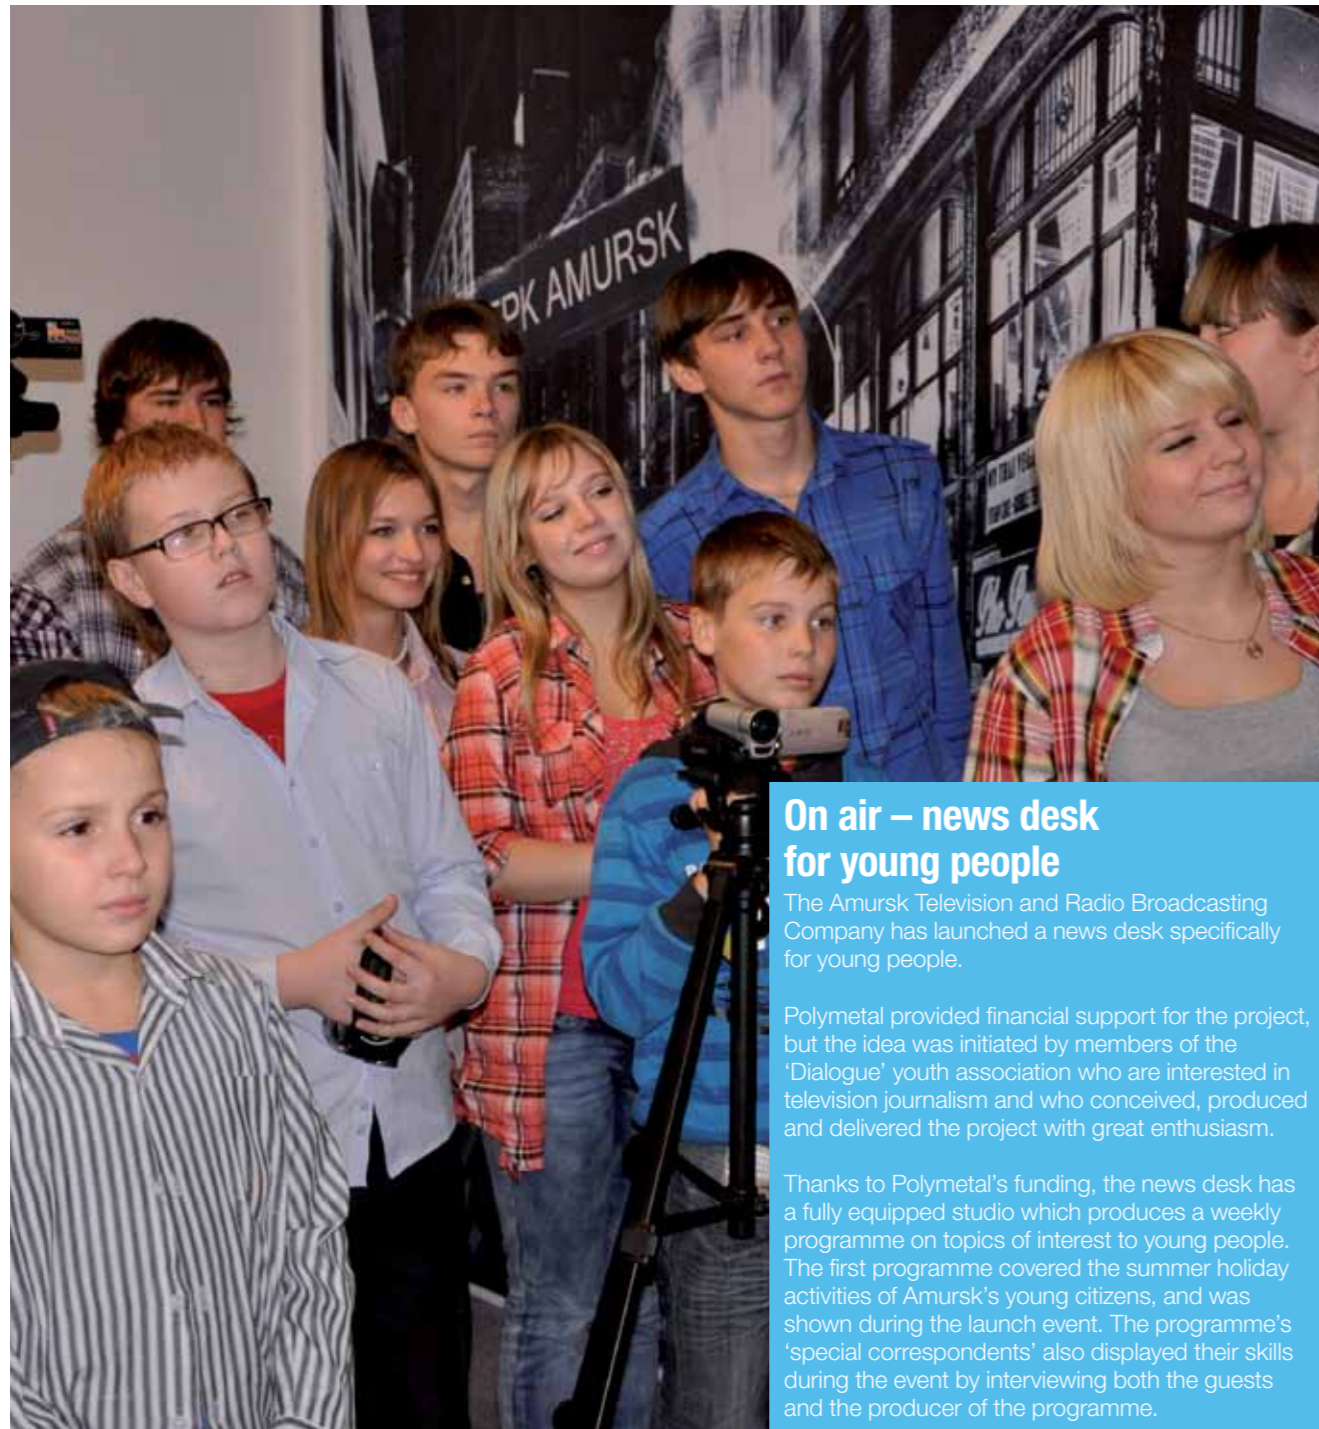 PK AMURSK
On air – news desk
for young people
The Amursk Television and Radio Broadcasting
Company has launched a news desk specifically
for young people.
Polymetal provided financial support for the project,
but the idea was initiated by members of the
‘Dialogue’ youth association who are interested in
television journalism and who conceived, produced
and delivered the project with great enthusiasm.
Thanks to Polymetal’s funding, the news desk has
a fully equipped studio which produces a weekly
programme on topics of interest to young people.
The first programme covered the summer holiday
activities of Amursk’s young citizens, and was
shown during the launch event. The programme’s
‘special correspondents’ also displayed their skills
during the event by interviewing both the guests
and the producer of the programme.